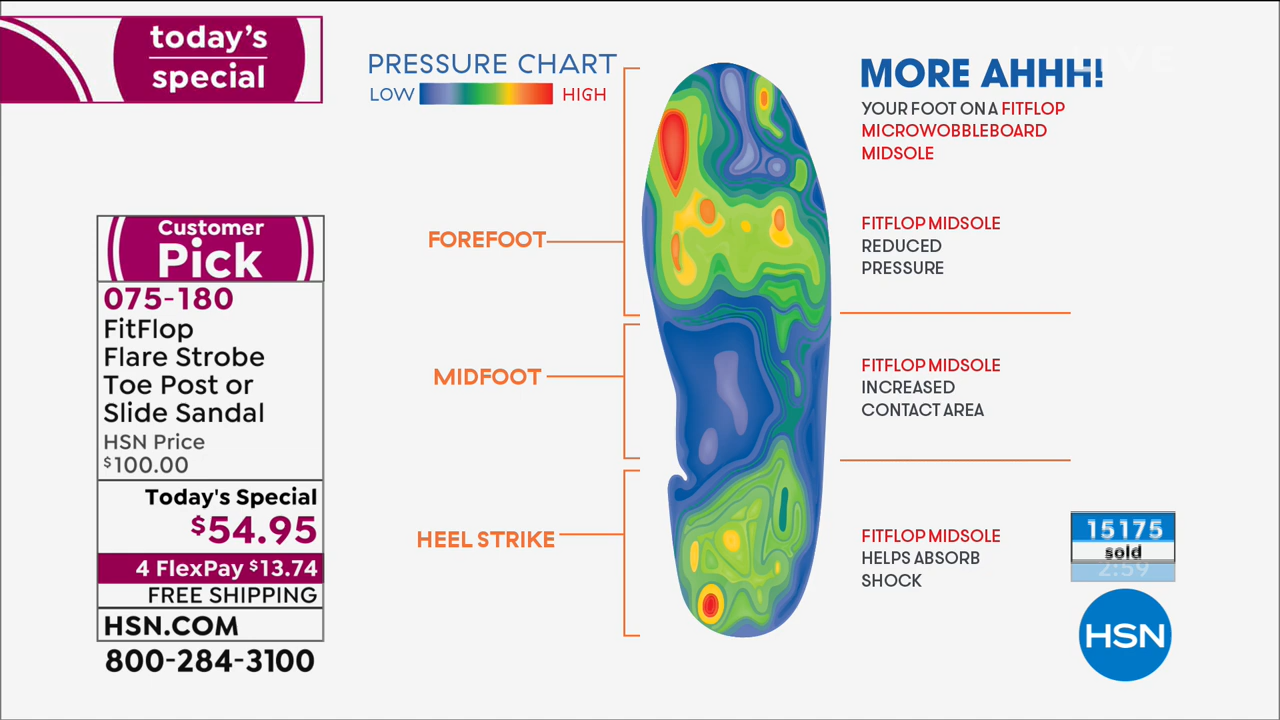 today's
special
PRESSURE CHART
LOW
HIGH
LIVE
MORE AHHH!
YOUR FOOT ON A FITFLOP
MICROWOBBLEBOARD
MIDSOLE
Customer
Pick
075-180
FitFlop
Flare Strobe
Toe Post or
Slide Sandal
HSN Price
$100.00
Today's Special
$54.95
4 FlexPay $13.74
FREE SHIPPING
HSN.COM
800-284-3100
FOREFOOT
MIDFOOT
HEEL STRIKE
FITFLOP MIDSOLE
REDUCED
PRESSURE
FITFLOP MIDSOLE
INCREASED
CONTACT AREA
FITFLOP MIDSOLE
HELPS ABSORB
SHOCK
15175
sold
2:59
HSN